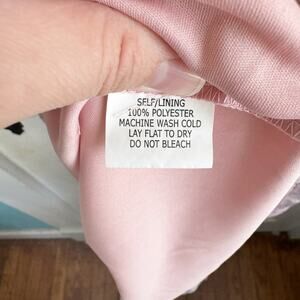 SELF/LINING
100% POLYESTER
MACHINE WASH COLD
LAY FLAT TO DRY
DO NOT BLEACH